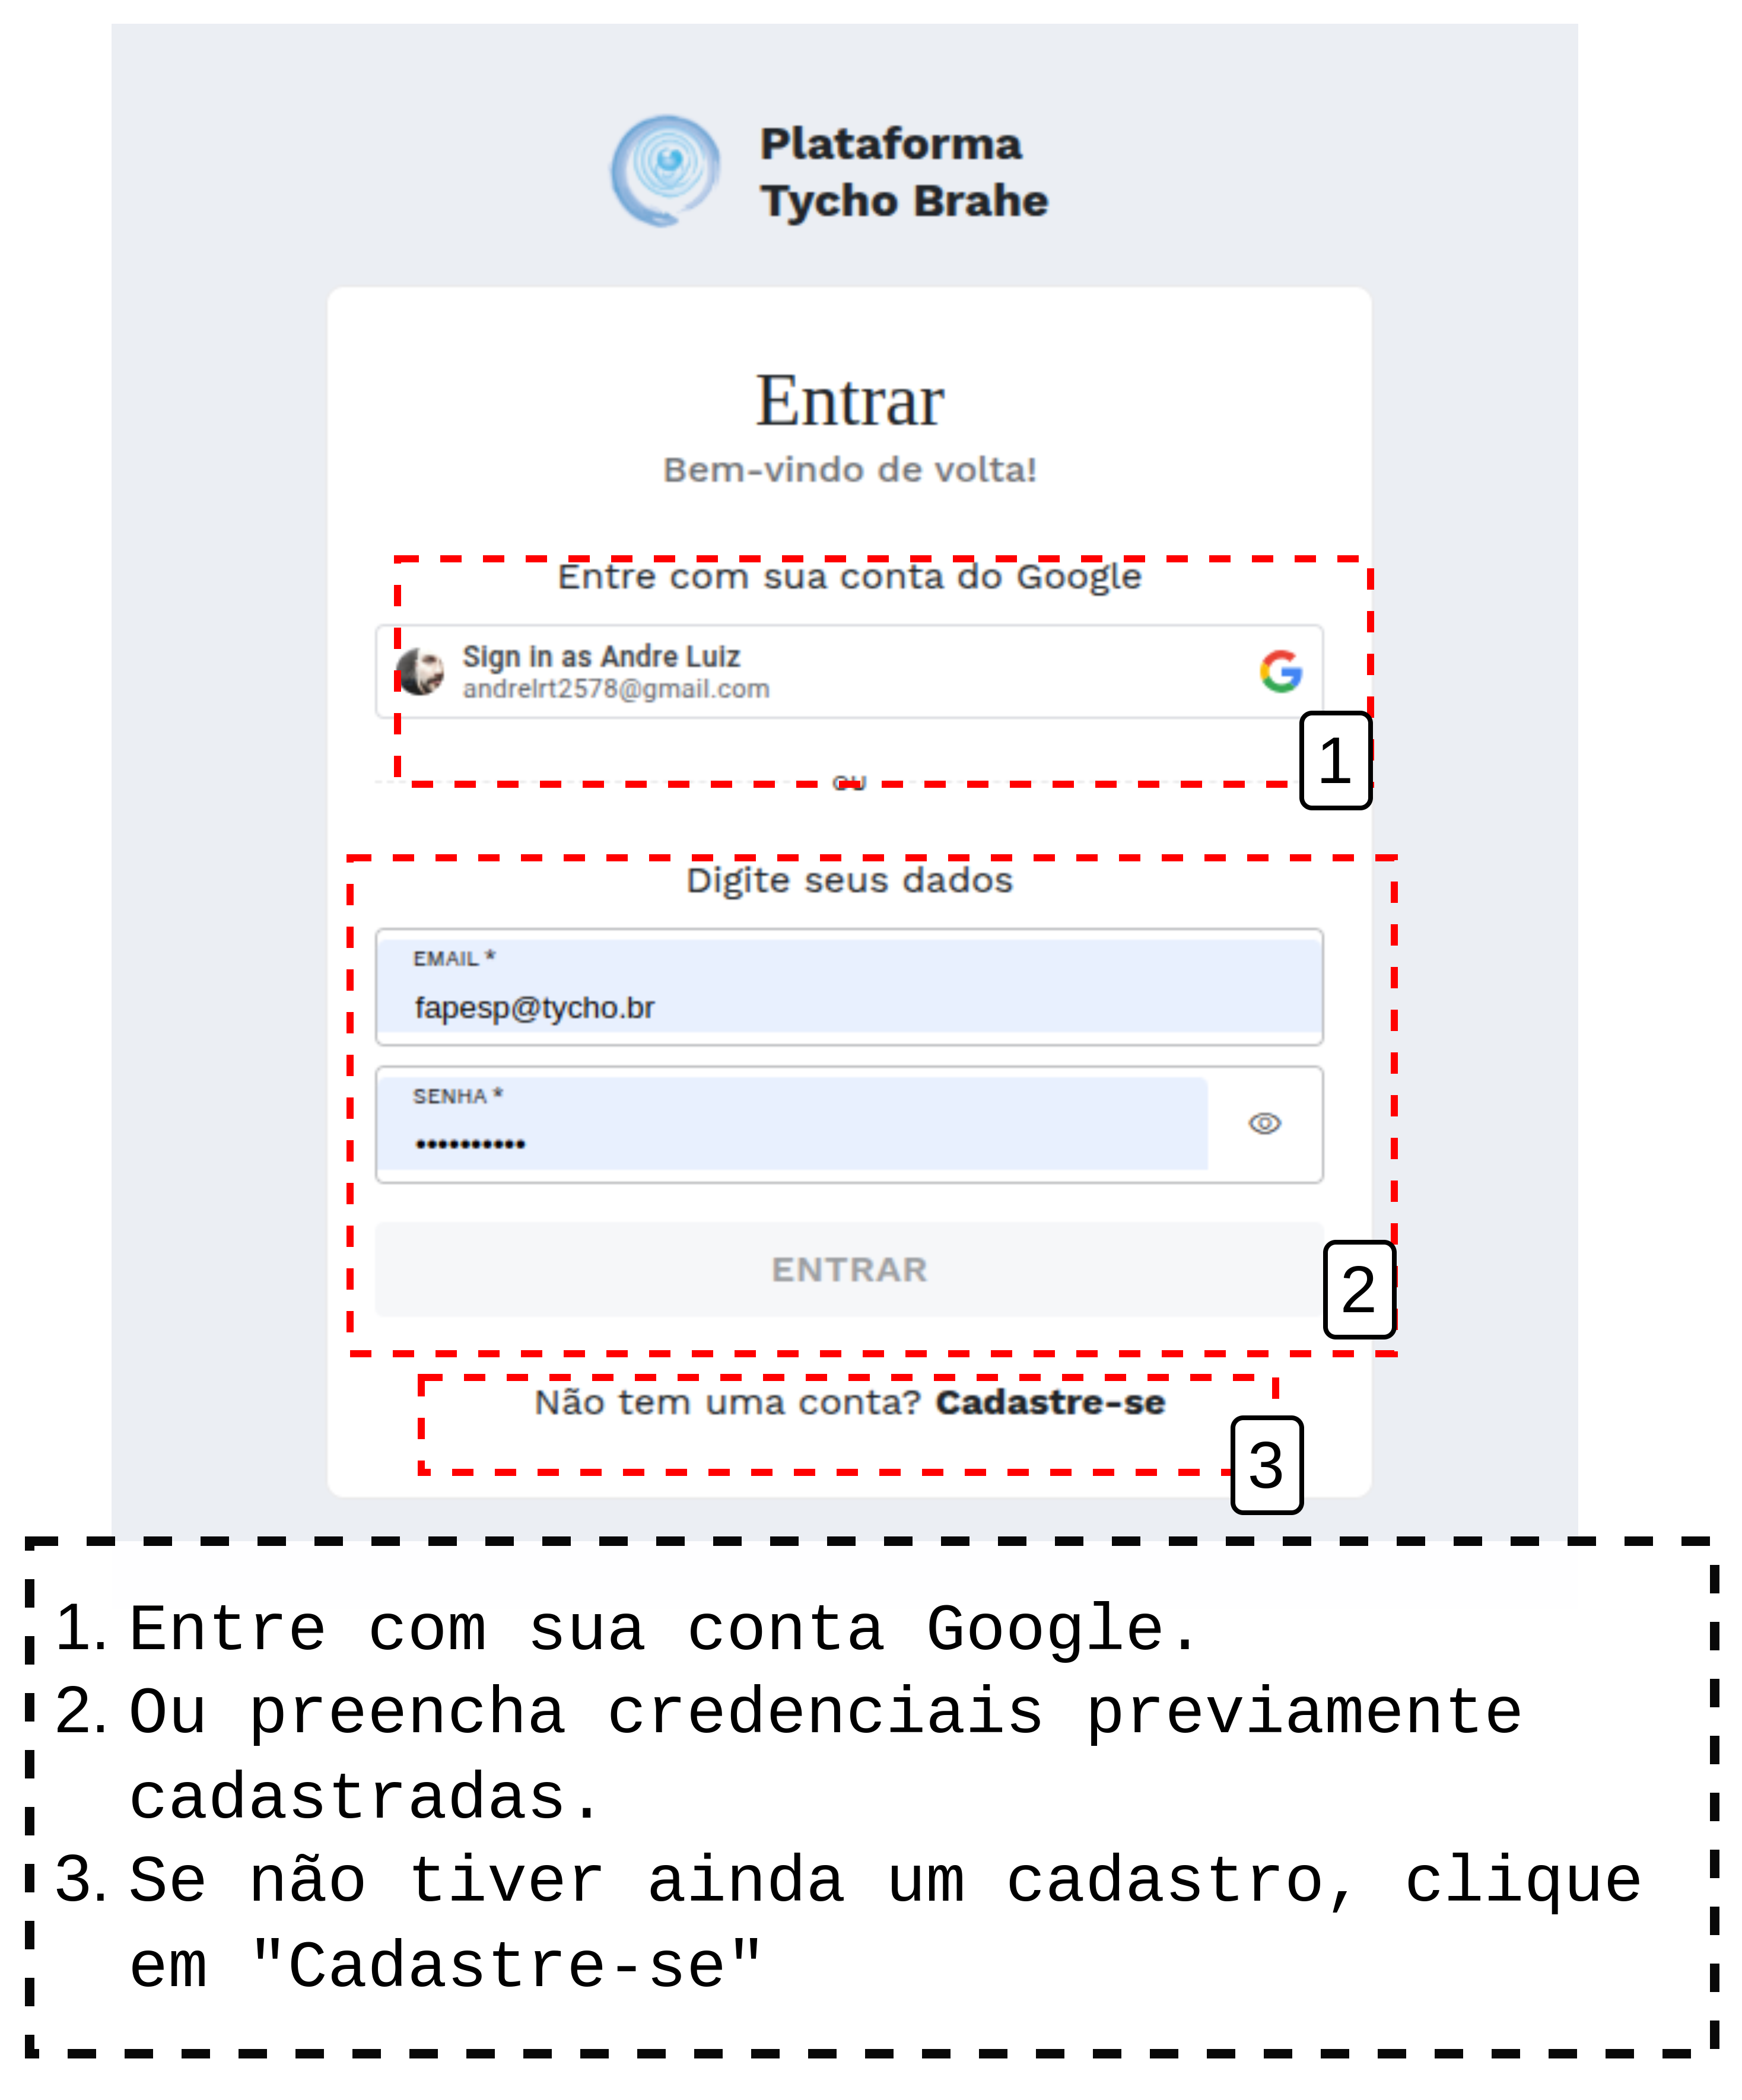 Plataforma
Tycho Brahe
Entrar
Bem-vindo de volta!
Entre com sua conta do Google
Sign in as Andre Luiz
andrelrt2578@gmail.com
1
ou
Digite seus dados
EMAIL *
fapesp@tycho.br
SENHA *
••••••••••
ENTRAR
2
Não tem uma conta? Cadastre-se
3
1. Entre com sua conta Google.
2. Ou preencha credenciais previamente
cadastradas.
3. Se não tiver ainda um cadastro, clique
em "Cadastre-se"